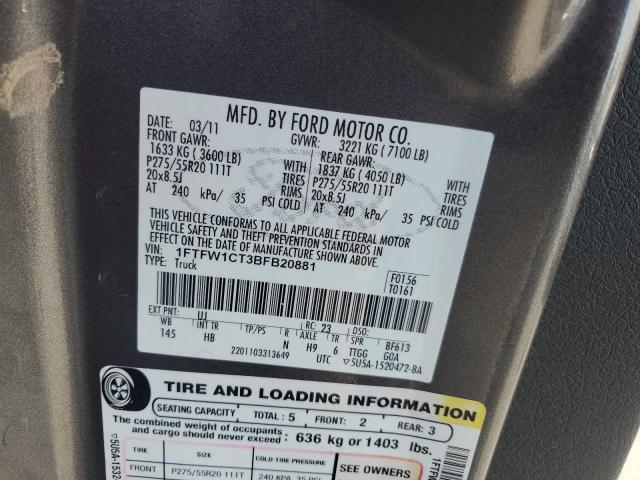 MFD. BY FORD MOTOR CO.
DATE: 03/11 GVWR: 3221 KG ( 7100 LB)
FRONT GAWR: REAR GAWR:
1633 KG ( 3600 LB) WITH 1837 KG ( 4050 LB) WITH
P275/55R20 111T TIRES P275/55R20 111T TIRES
20x8.5J RIMS 20x8.5J RIMS
AT 240 kPa/ 35 PSI COLD AT 240 kPa/ 35 PSI COLD
THIS VEHICLE CONFORMS TO ALL APPLICABLE FEDERAL MOTOR
VEHICLE SAFETY BUMPER AND THEFT PREVENTION STANDARDS IN
EFFECT ON THE DATE OF MANUFACTURE SHOWN ABOVE.
VIN: 1FTFW1CT3BFB20881
TYPE: Truck
F0156
T0161
EXT PNT: UJ RC: 23 DSO:
WB INT TR TP/PS R AXLE TR SPR BF613
145 HB N H9 6 TTGG GOA
2201103313649 UTC ▽5U5A-1520472-BA
TIRE AND LOADING INFORMATION
SEATING CAPACITY TOTAL: 5 FRONT: 2 REAR: 3
The combined weight of occupants
and cargo should never exceed: 636 kg or 1403 lbs.
TIRE SIZE COLD TIRE PRESSURE SEE OWNERS
FRONT P275/55R20 111T 240 KPA, 35 PSI